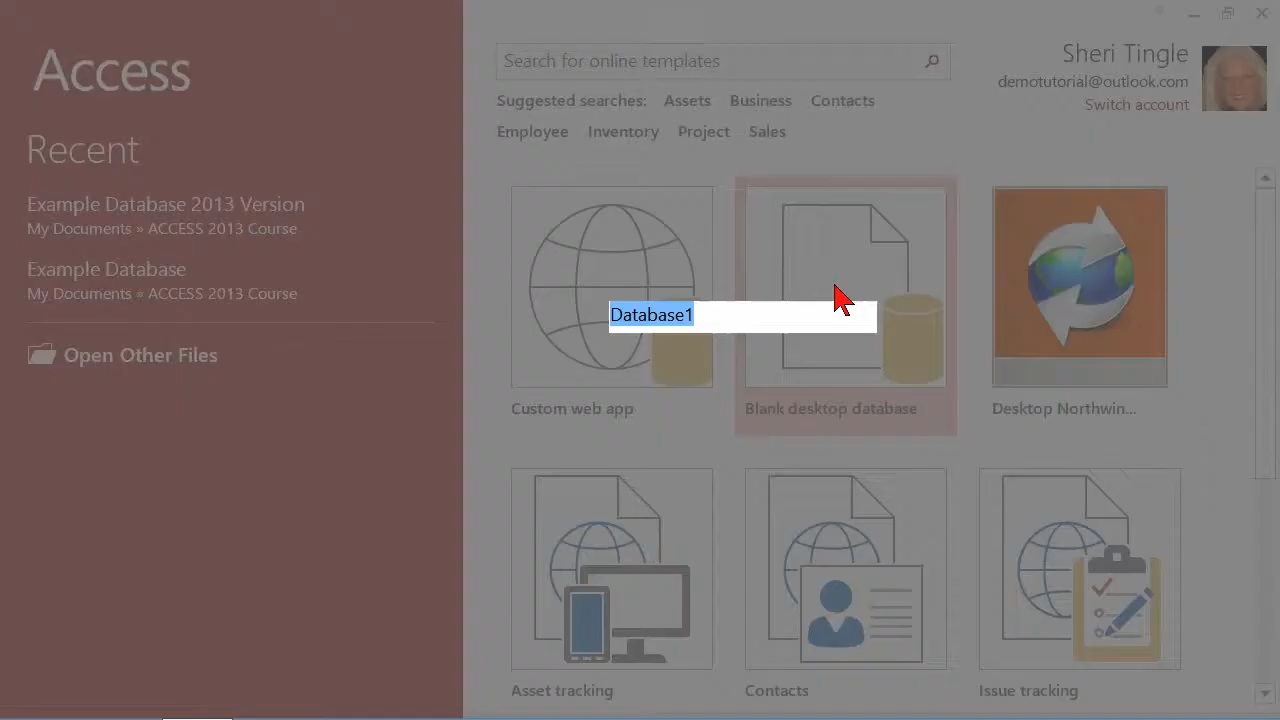 Access
Recent
Example Database 2013 Version
My Documents » ACCESS 2013 Course
Example Database
My Documents » ACCESS 2013 Course
Open Other Files
Search for online templates
Suggested searches: Assets Business Contacts
Employee Inventory Project Sales
Sheri Tingle
demotutorial@outlook.com
Switch account
Database1
Custom web app
Blank desktop database
Desktop Northwin...
Asset tracking
Contacts
Issue tracking